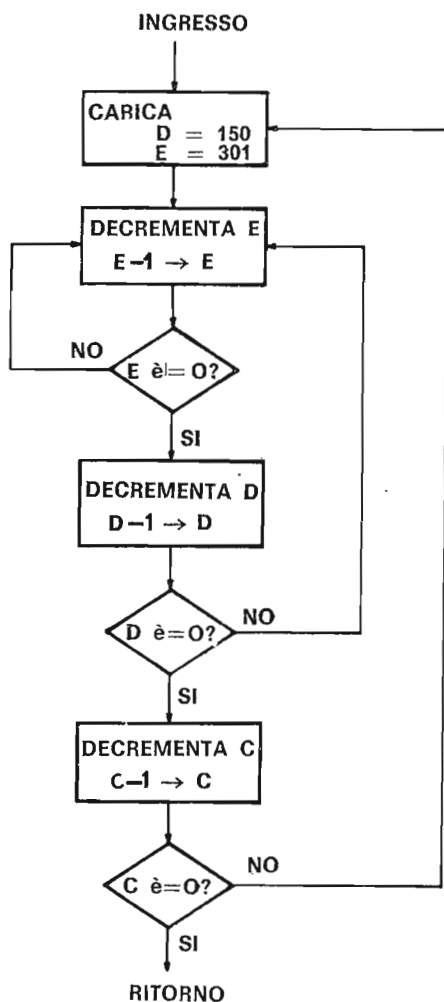 INGRESSO
CARICA
D = 150
E = 301
DECREMENTA E
E-1 → E
NO
E è= O?
SI
DECREMENTA D
D-1 → D
NO
D è=O?
SI
DECREMENTA C
C-1 → C
NO
C è=O?
SI
RITORNO